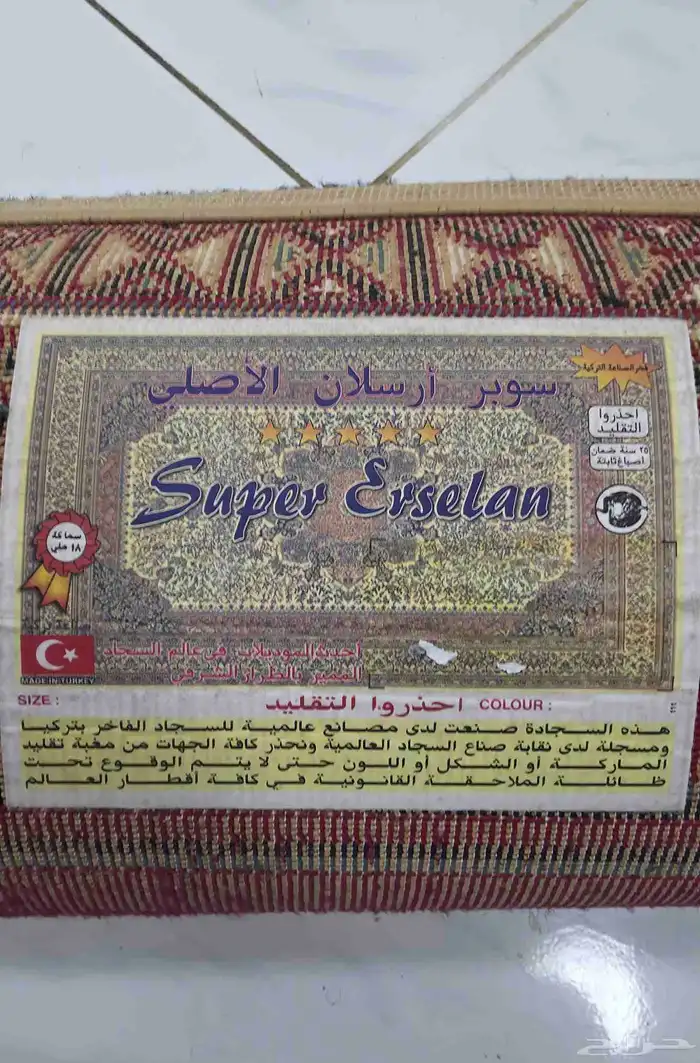 سوبر أرسلان الأصلي
فخر الصناعة التركية
احذروا
التقليد
٢٥ سنة ضمان
أصباغ ثابتة
Super Erselan
سماكة
١٨ ملي
MADE IN TURKEY
أحدث الموديلات في عالم السجاد
المميز بالطراز الشرقي
SIZE : احذروا التقليد COLOUR :
هذه السجادة صنعت لدى مصانع عالمية للسجاد الفاخر بتركيا
ومسجلة لدى نقابة صناع السجاد العالمية ونحذر كافة الجهات من مغبة تقليد
الماركة أو الشكل أو اللون حتى لا يتم الوقوع تحت
طائلة الملاحقة القانونية في كافة أقطار العالم
حراج